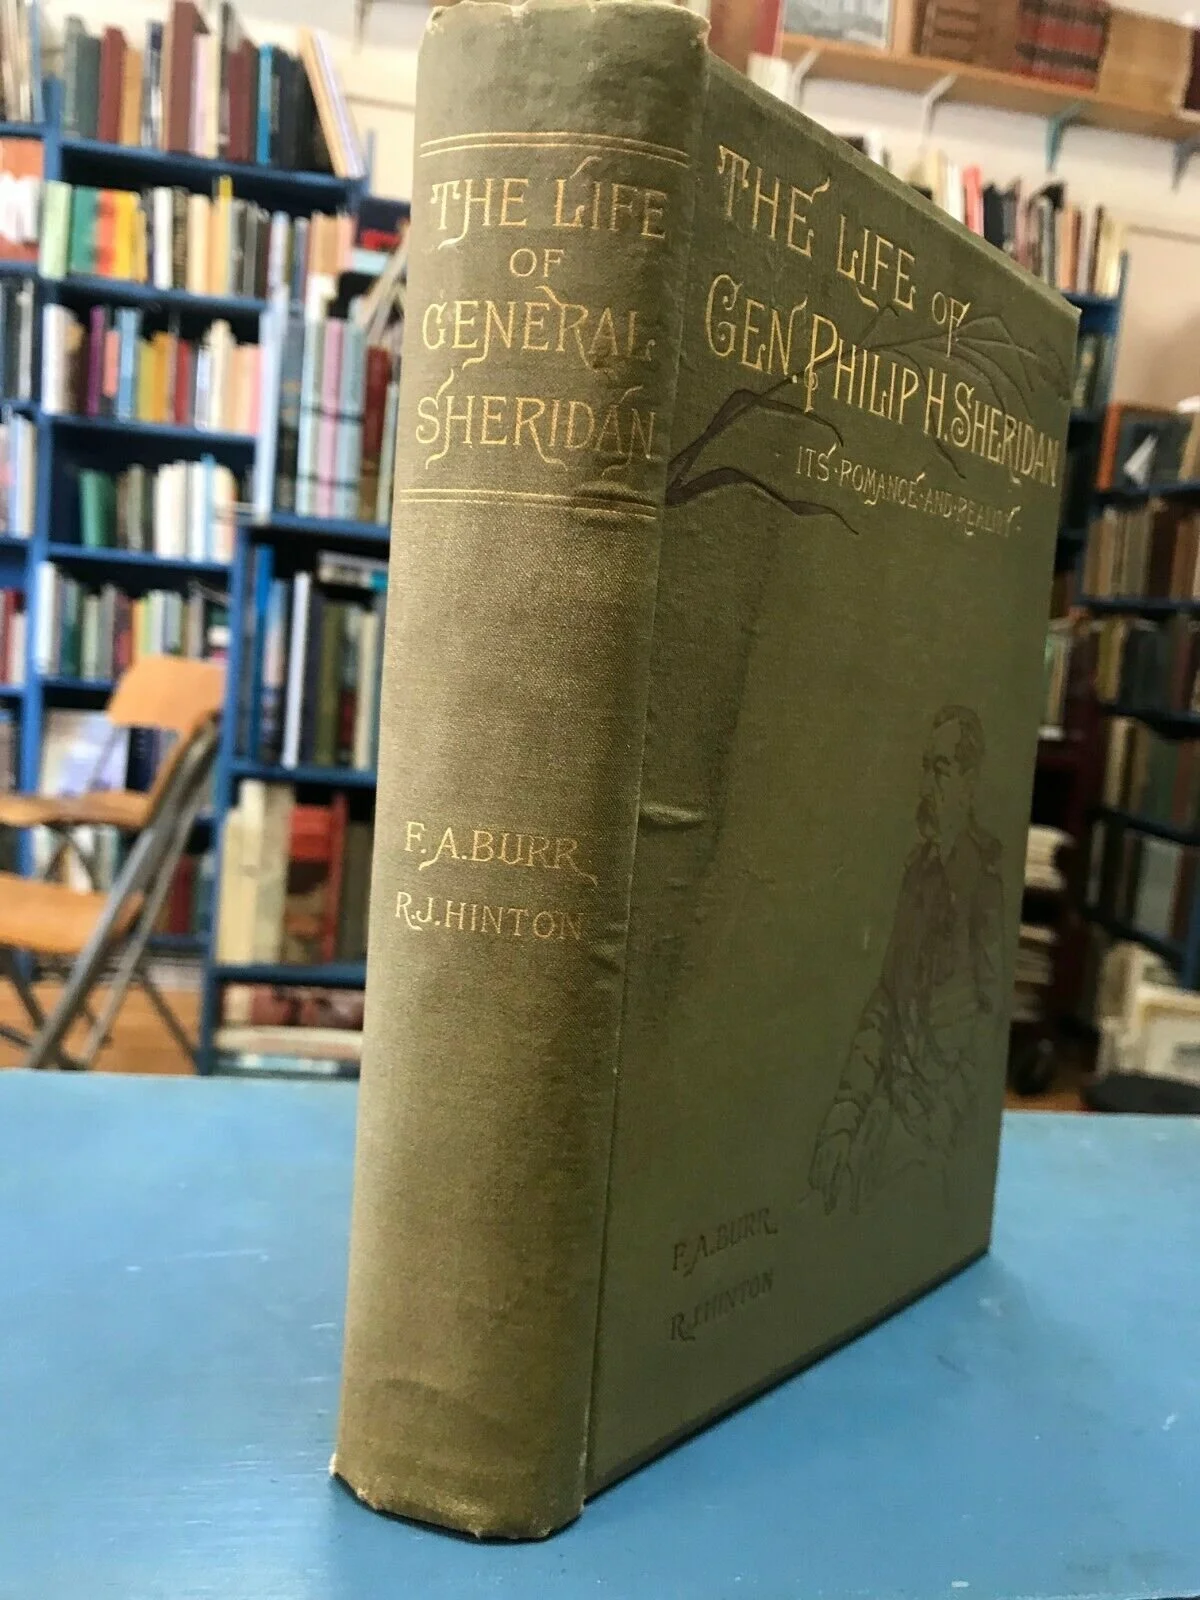 THE LIFE
OF
GENERAL
SHERIDAN
F. A. BURR
R. J. HINTON
THE LIFE OF
GEN. PHILIP H. SHERIDAN
ITS · ROMANCE · AND · REALITY ·
F. A. BURR
R. J. HINTON